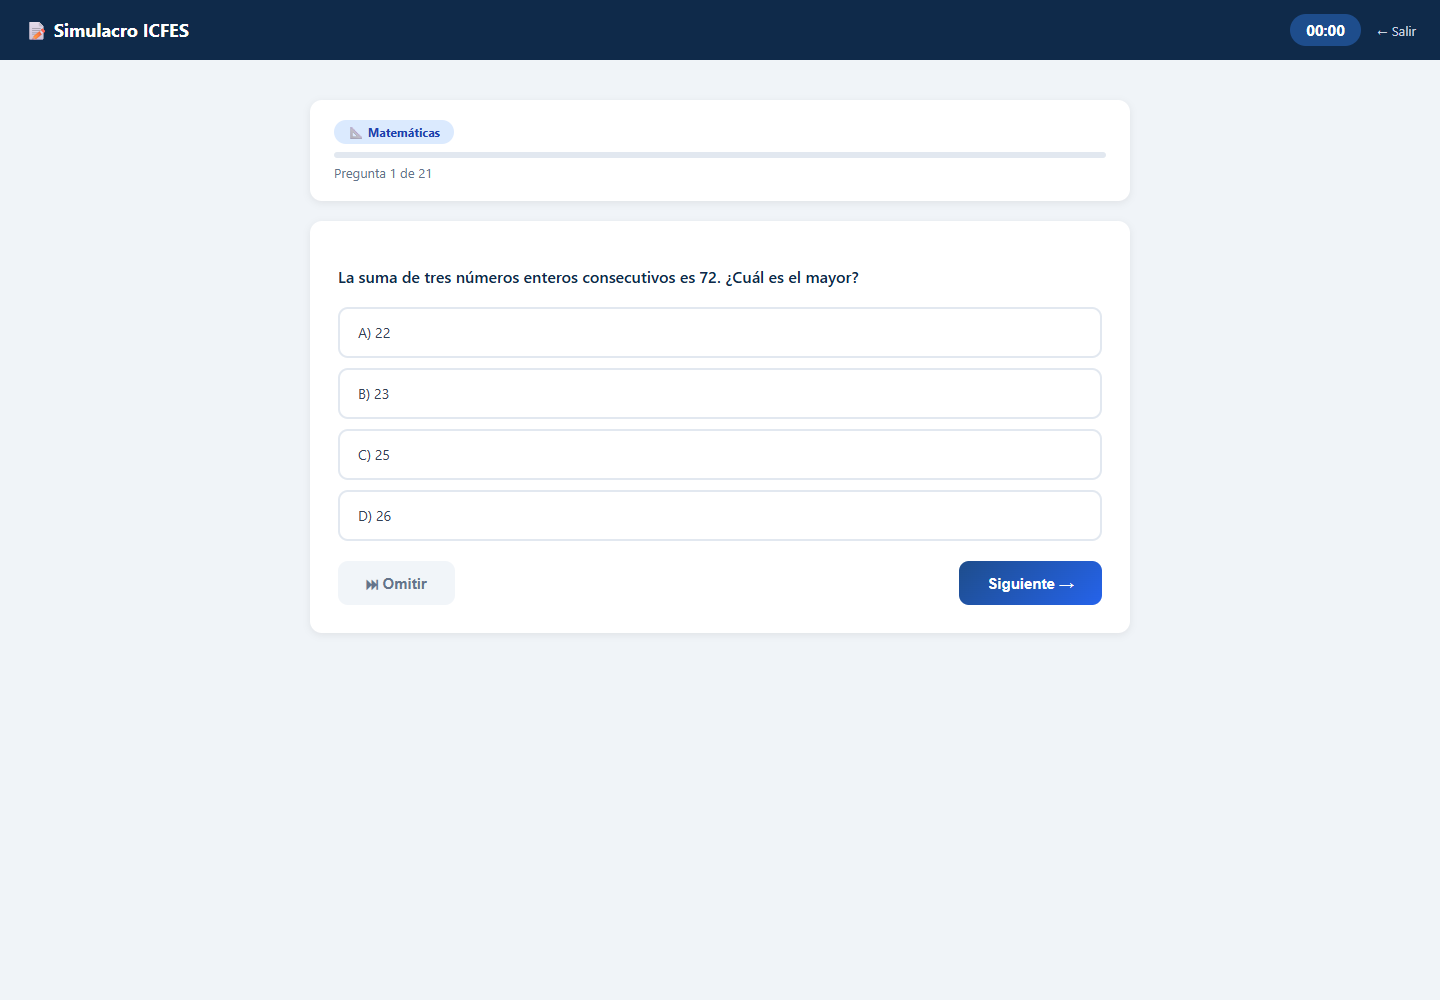 Simulacro ICFES
00:00
← Salir
Matemáticas
Pregunta 1 de 21
La suma de tres números enteros consecutivos es 72. ¿Cuál es el mayor?
A) 22
B) 23
C) 25
D) 26
Omitir
Siguiente →